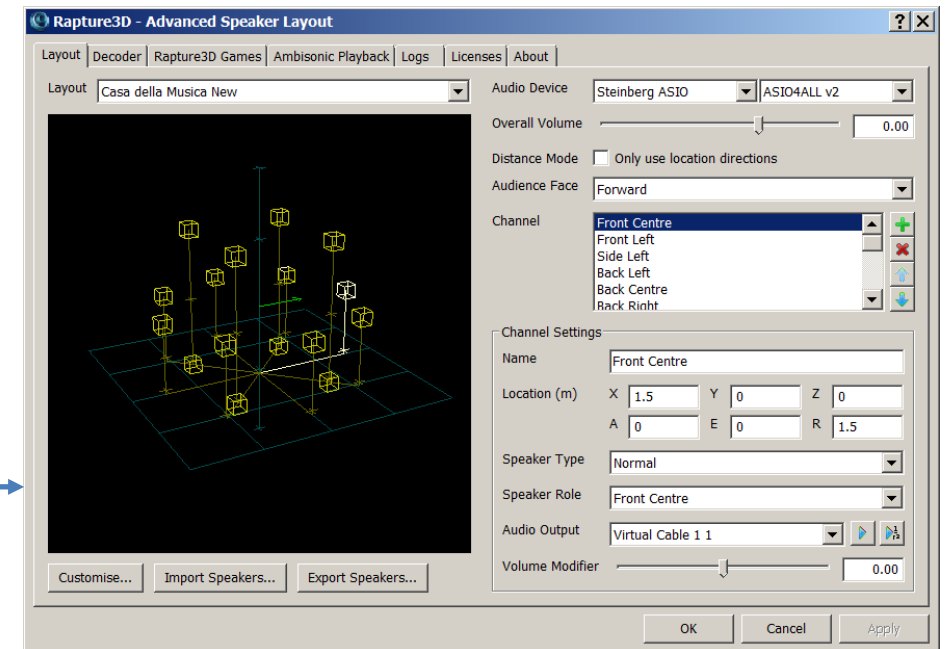 Rapture3D - Advanced Speaker Layout
Layout Decoder Rapture3D Games Ambisonic Playback Logs Licenses About
Layout Casa della Musica New
Audio Device Steinberg ASIO ASIO4ALL v2
Overall Volume 0.00
Distance Mode Only use location directions
Audience Face Forward
Channel Front Centre
Front Left
Side Left
Back Left
Back Centre
Back Right
Channel Settings
Name Front Centre
Location (m) X 1.5 Y 0 Z 0
A 0 E 0 R 1.5
Speaker Type Normal
Speaker Role Front Centre
Audio Output Virtual Cable 1 1
Volume Modifier 0.00
Customise... Import Speakers... Export Speakers...
OK Cancel Apply